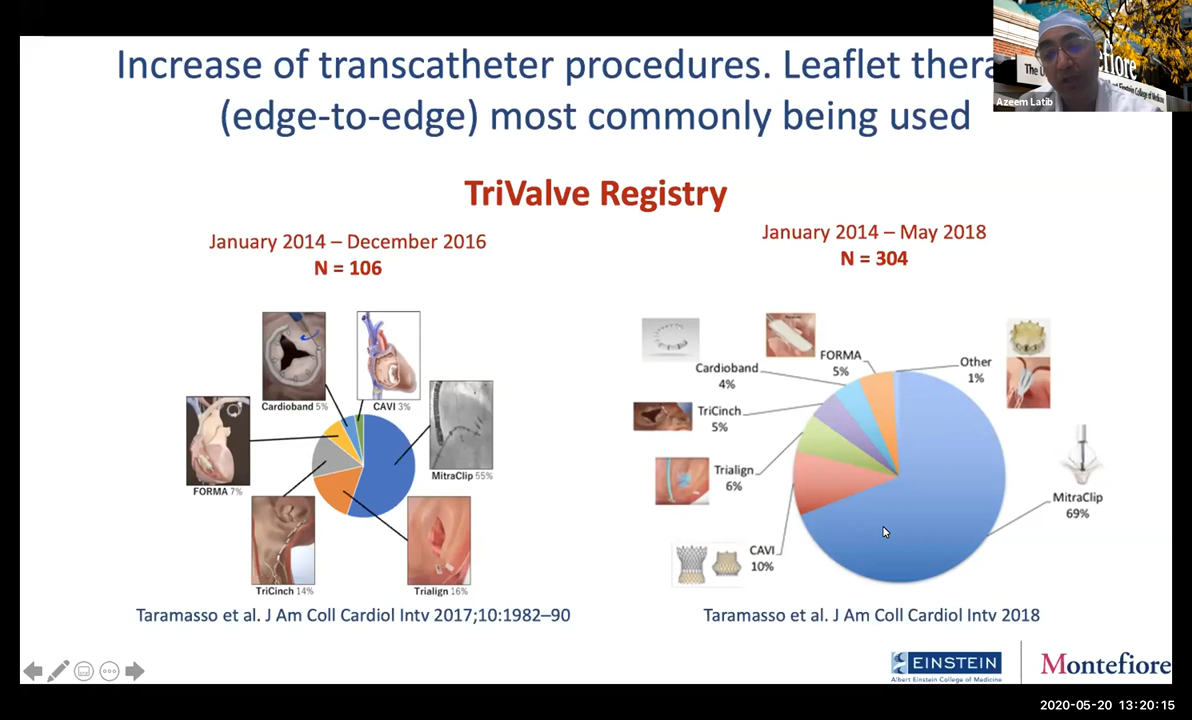 Increase of transcatheter procedures. Leaflet thera
(edge-to-edge) most commonly being used
Azeem Latib
TriValve Registry
January 2014 – December 2016
N = 106
Cardioband 5%
CAVI 3%
MitraClip 55%
FORMA 7%
TriCinch 14%
Trialign 16%
Taramasso et al. J Am Coll Cardiol Intv 2017;10:1982–90
January 2014 – May 2018
N = 304
FORMA
5%
Other
1%
Cardioband
4%
TriCinch
5%
Trialign
6%
MitraClip
69%
CAVI
10%
Taramasso et al. J Am Coll Cardiol Intv 2018
EINSTEIN
Albert Einstein College of Medicine
Montefiore
2020-05-20 13:20:15